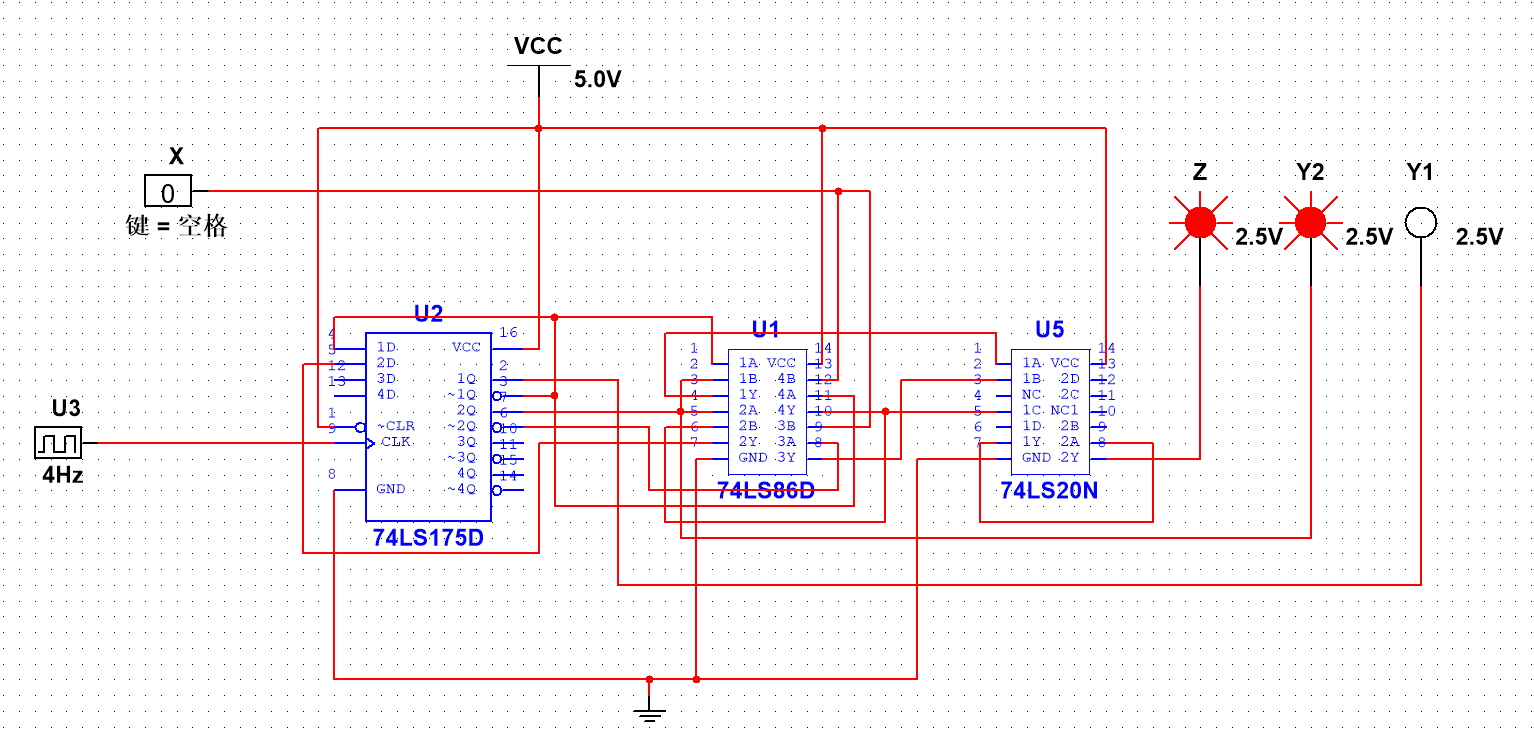 VCC
5.0V
X
0
键 = 空格
Z
Y2
Y1
2.5V
2.5V
2.5V
U2
U1
U5
4
5
12
13
1
9
8
1D
2D
3D
4D
~CLR
CLK
GND
VCC
1Q
~1Q
2Q
~2Q
3Q
~3Q
4Q
~4Q
16
2
3
7
6
10
11
15
14
74LS175D
1
2
3
4
5
6
7
1A
1B
1Y
2A
2B
2Y
GND
VCC
4B
4A
4Y
3B
3A
3Y
14
13
12
11
10
9
8
74LS86D
1
2
3
4
5
6
7
1A
1B
NC
1C
1D
1Y
GND
VCC
2D
2C
NC1
2B
2A
2Y
14
13
12
11
10
9
8
74LS20N
U3
4Hz